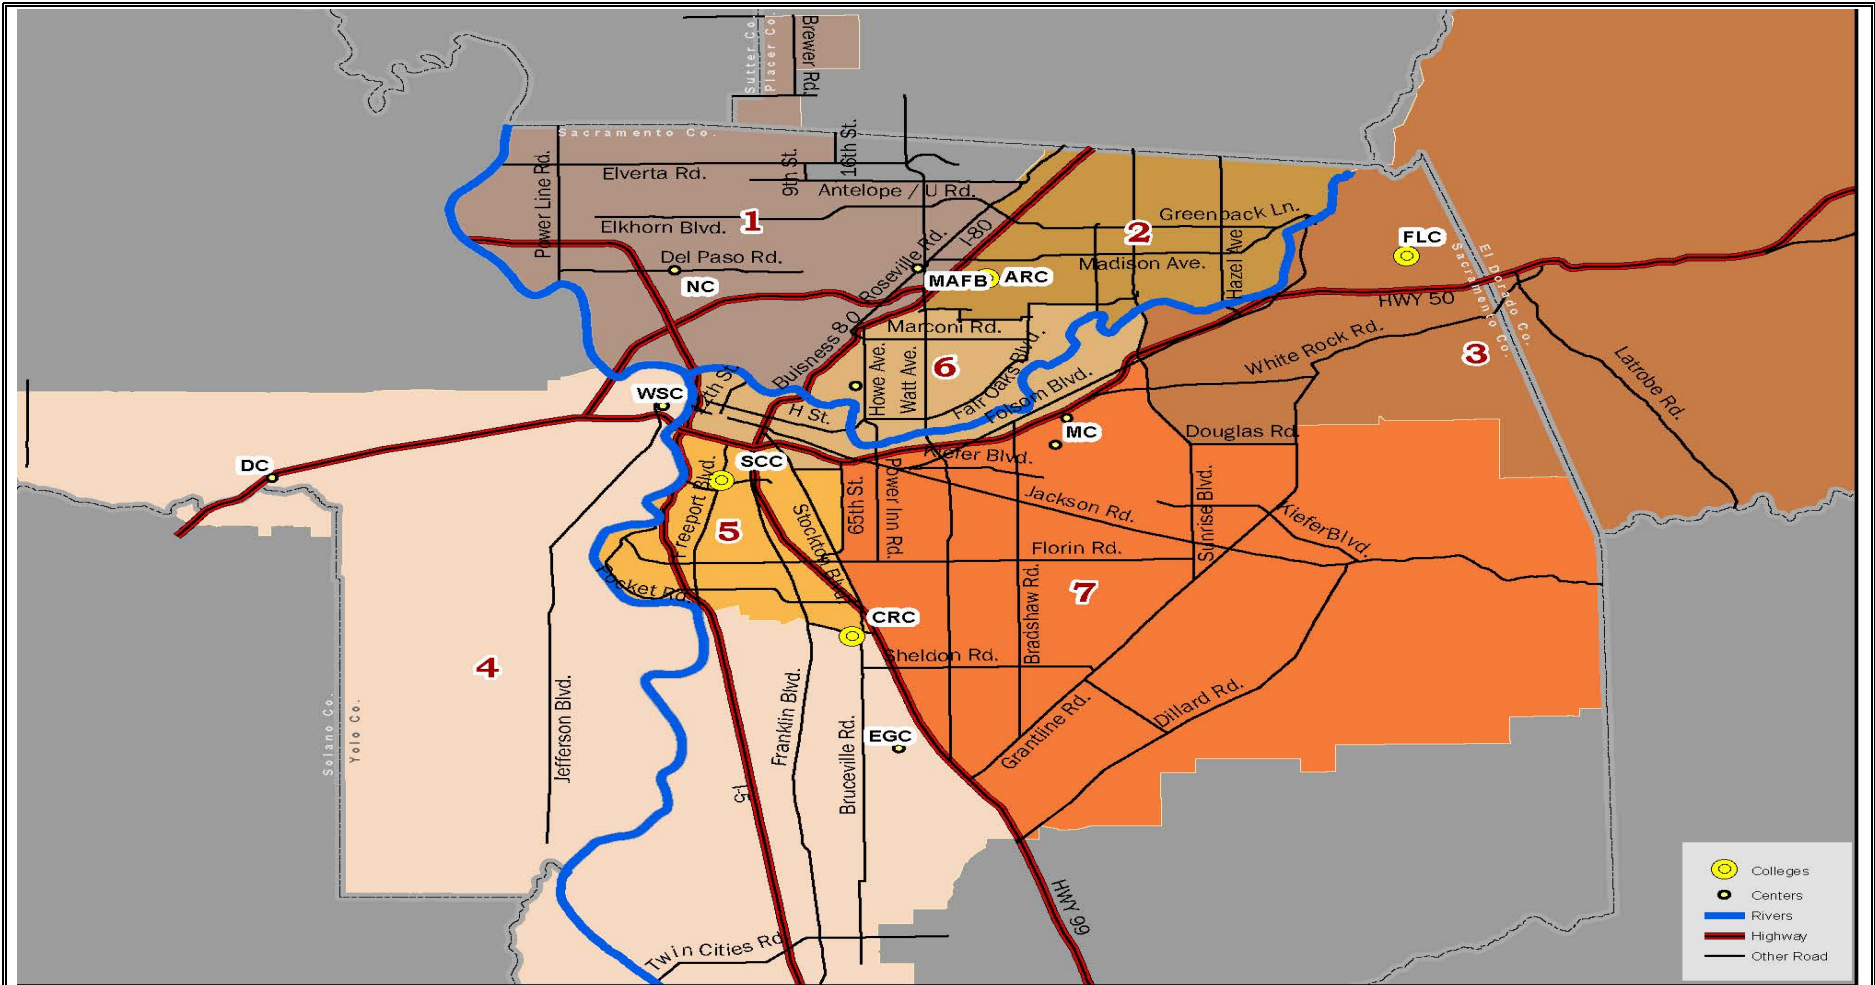 Sutter Co.
Placer Co.
Brewer Rd.
Sacramento Co.
Power Line Rd.
Elverta Rd.
9th St.
16th St.
Antelope / U Rd.
1
Elkhorn Blvd.
Del Paso Rd.
NC
Roseville Rd.
I-80
MAFB
ARC
2
Greenback Ln.
Madison Ave.
Hazel Ave
FLC
El Dorado Co.
Sacramento Co.
HWY 50
3
White Rock Rd.
Latrobe Rd.
Buisness 80
Marconi Rd.
Howe Ave.
Watt Ave.
6
Fair Oaks Blvd.
Folsom Blvd.
WSC
H St.
MC
Douglas Rd.
DC
SCC
Kiefer Blvd.
Freeport Blvd.
5
Stockton Blvd.
65th St.
Power Inn Rd.
Jackson Rd.
Sunrise Blvd.
KieferBlvd.
Florin Rd.
Pocket Rd.
7
Bradshaw Rd.
CRC
Sheldon Rd.
4
Jefferson Blvd.
Solano Co.
Yolo Co.
Franklin Blvd.
Bruceville Rd.
EGC
Grantline Rd.
Dillard Rd.
I-5
HWY 99
Twin Cities Rd.
Colleges
Centers
Rivers
Highway
Other Road